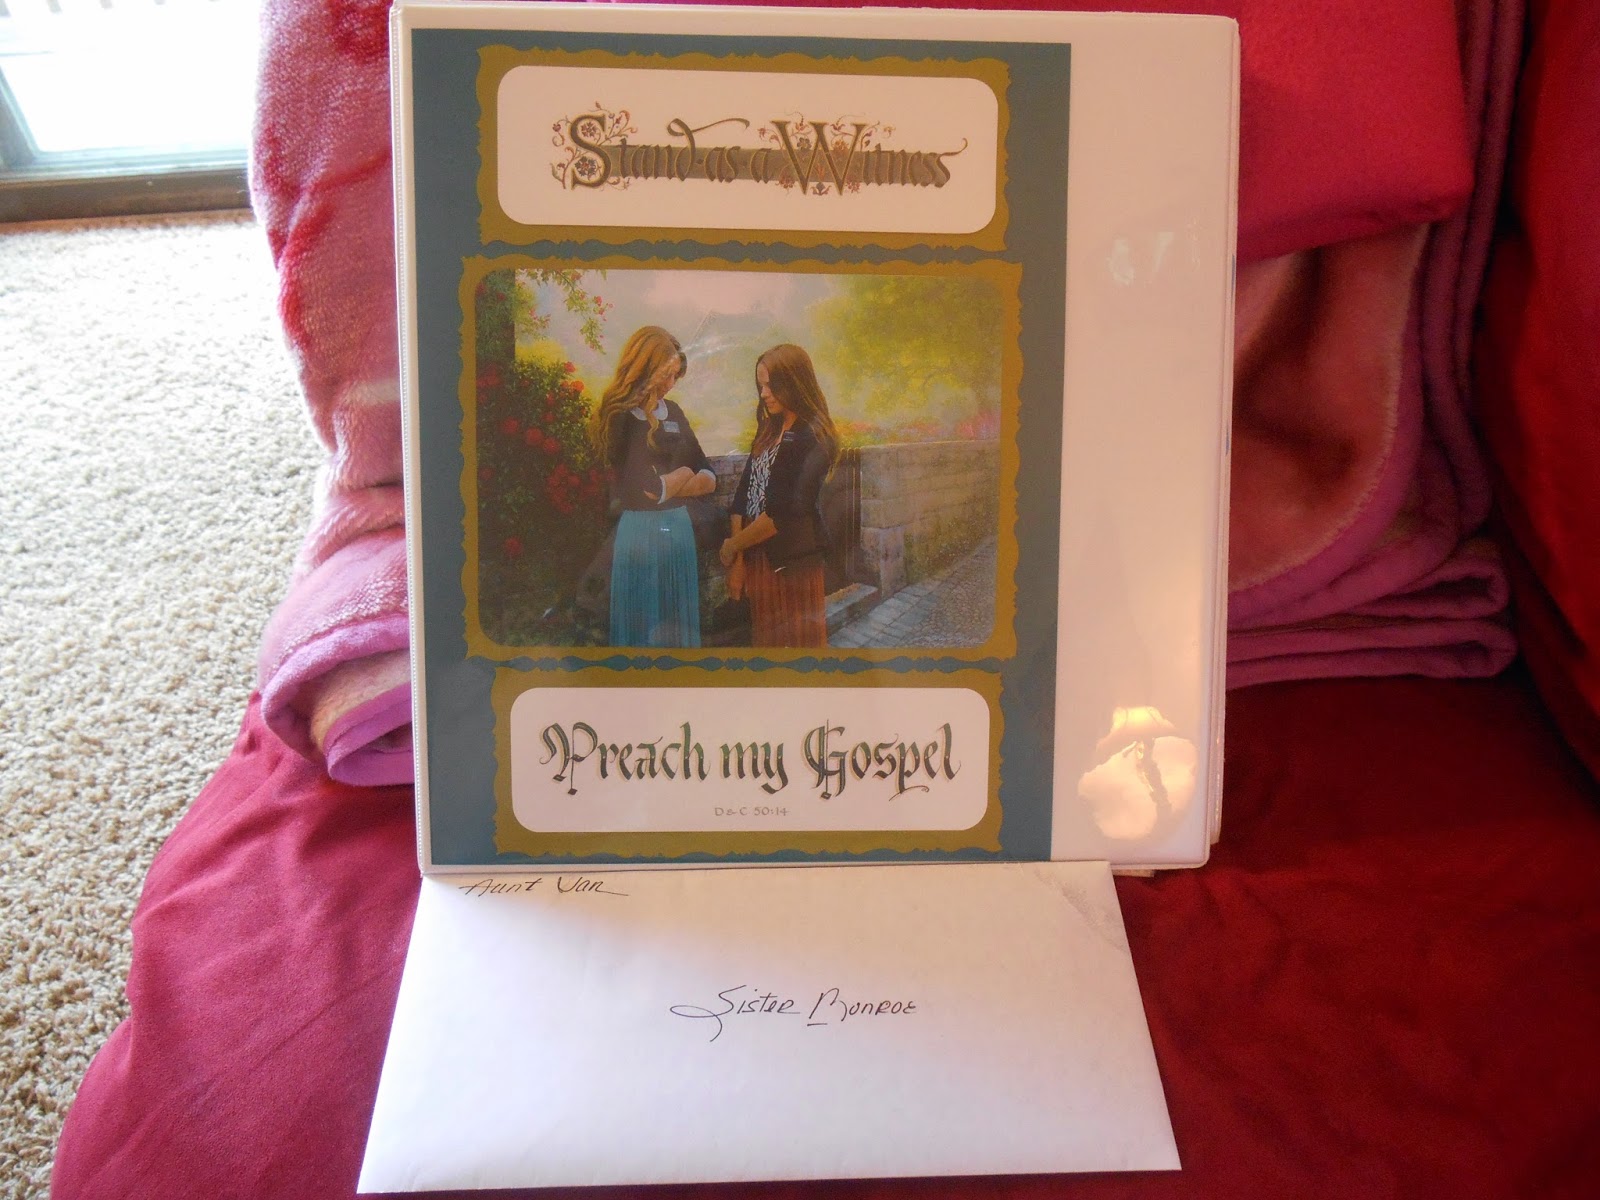 Stand as a Witness
Preach my Gospel
D & C 50:14
Aunt Van
Sister Monroe